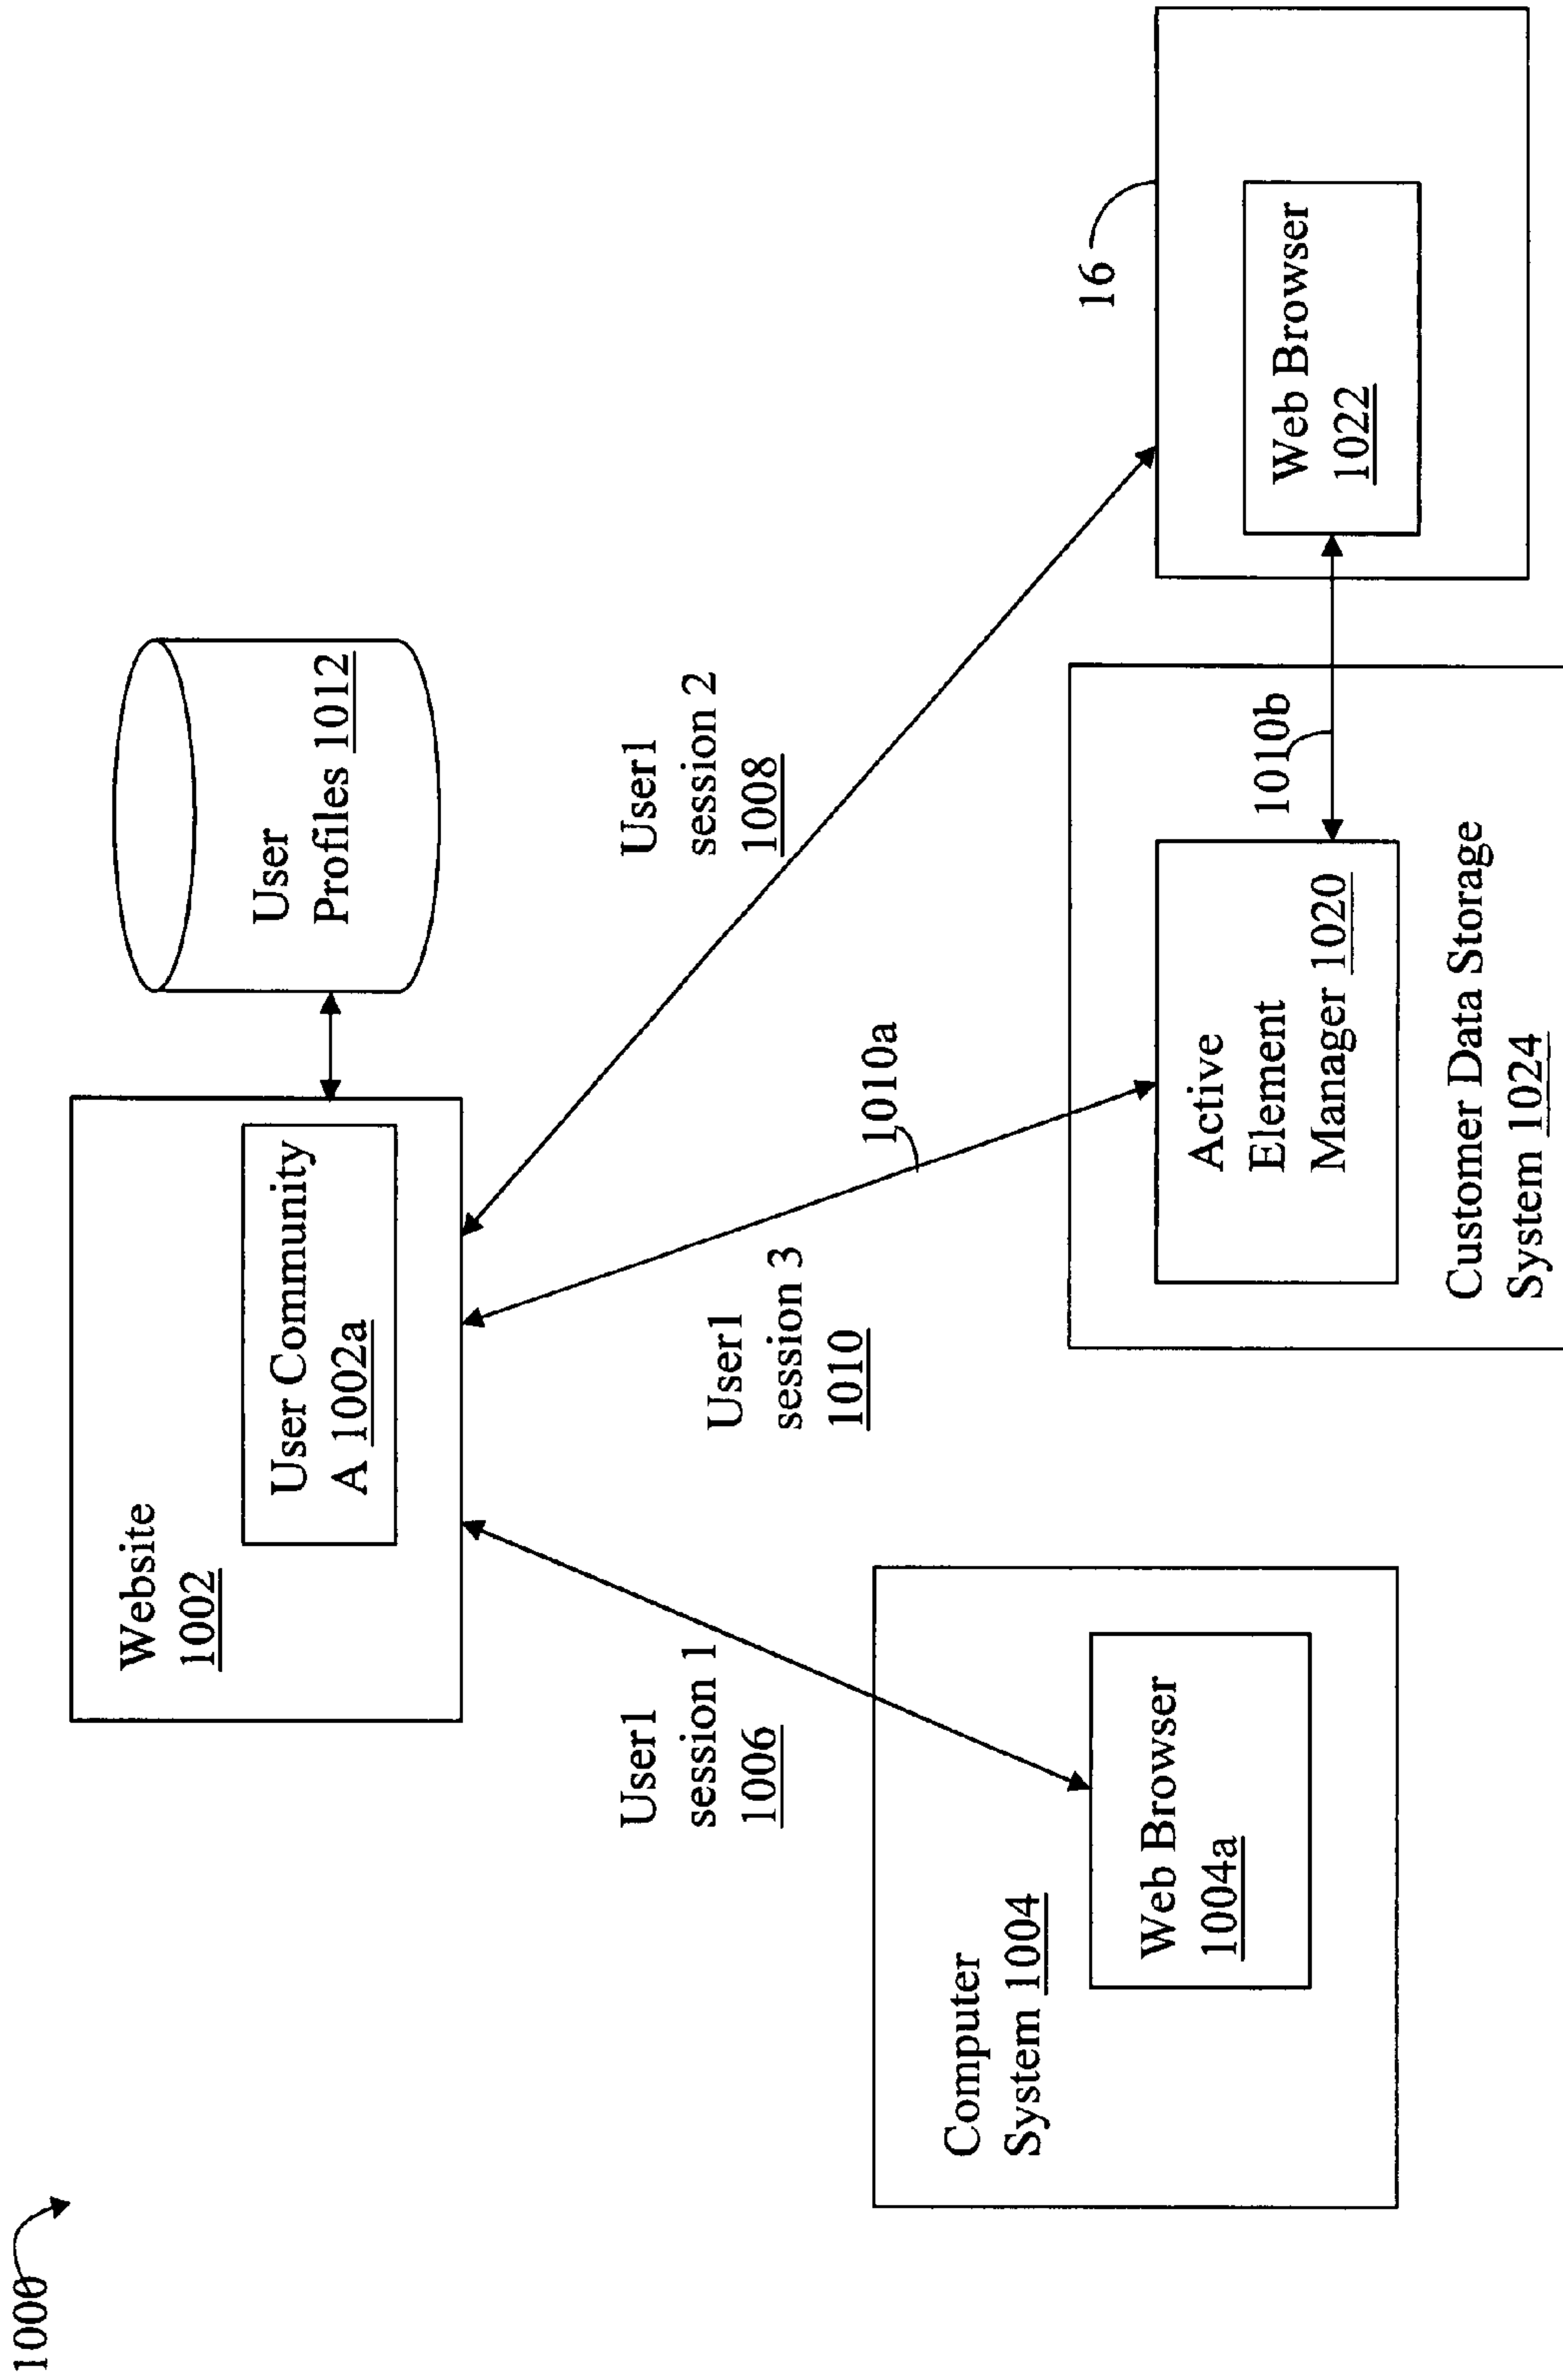 1000
Website
1002
User Community
A 1002a
User
Profiles 1012
User1
session 1
1006
User1
session 3
1010
1010a
User1
session 2
1008
Computer
System 1004
Web Browser
1004a
Active
Element
Manager 1020
Customer Data Storage
System 1024
1010b
16
Web Browser
1022